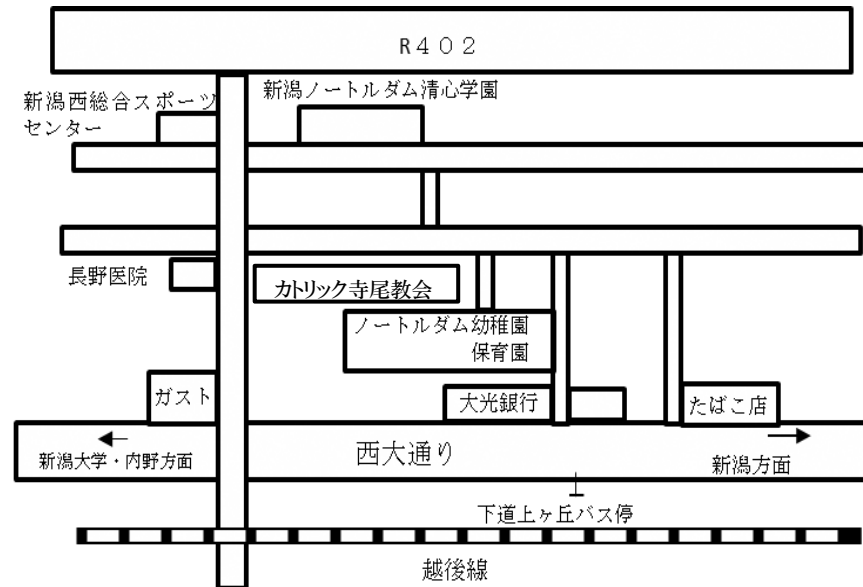 R４０２
新潟ノートルダム清心学園
新潟西総合スポーツ
センター
長野医院
カトリック寺尾教会
ノートルダム幼稚園
保育園
ガスト
大光銀行
たばこ店
新潟大学・内野方面
西大通り
新潟方面
下道上ヶ丘バス停
越後線